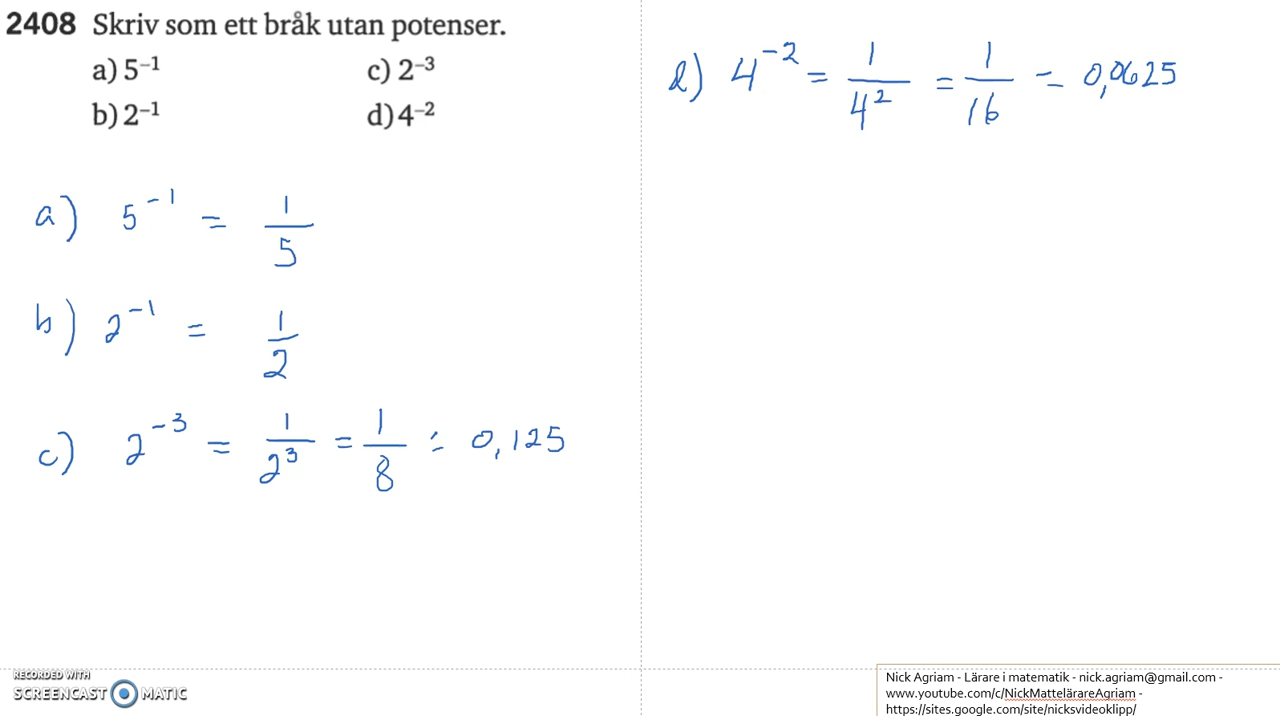 2408 Skriv som ett bråk utan potenser.
a) 5⁻¹ c) 2⁻³
b) 2⁻¹ d) 4⁻²
a) 5⁻¹ = 1/5
b) 2⁻¹ = 1/2
c) 2⁻³ = 1/2³ = 1/8 = 0,125
d) 4⁻² = 1/4² = 1/16 = 0,0625
RECORDED WITH
SCREENCAST MATIC
Nick Agriam - Lärare i matematik - nick.agriam@gmail.com -
www.youtube.com/c/NickMattelärareAgriam -
https://sites.google.com/site/nicksvideoklipp/